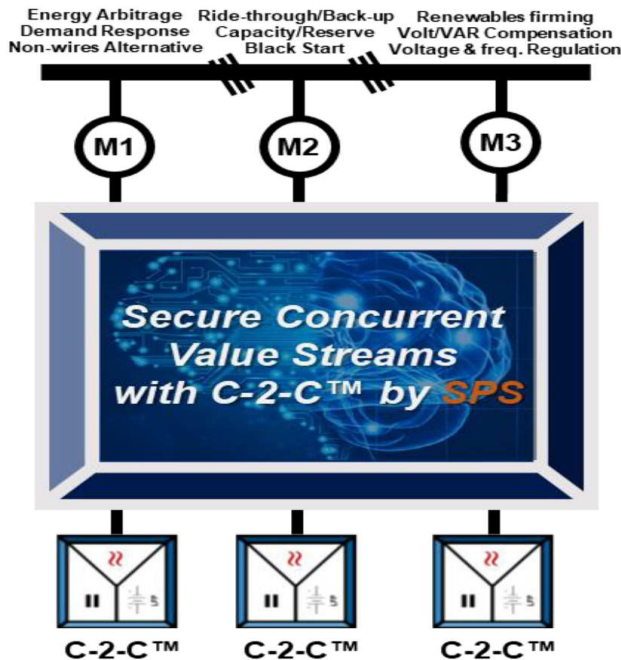 Energy Arbitrage
Demand Response
Non-wires Alternative
Ride-through/Back-up
Capacity/Reserve
Black Start
Renewables firming
Volt/VAR Compensation
Voltage & freq. Regulation
M1
M2
M3
Secure Concurrent
Value Streams
with C-2-C™ by SPS
C-2-C™
C-2-C™
C-2-C™